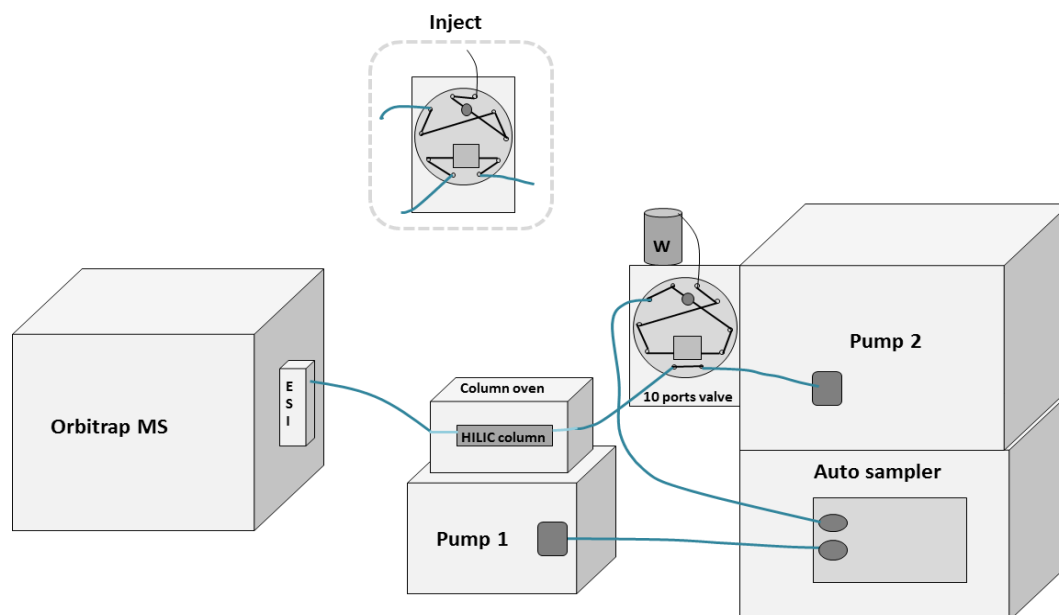 Inject
W
Pump 2
10 ports valve
Column oven
HILIC column
E
S
I
Orbitrap MS
Pump 1
Auto sampler